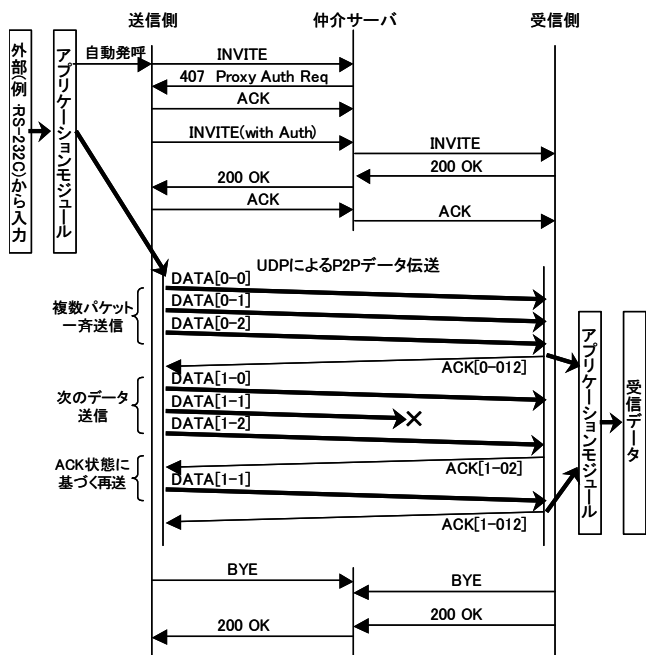 送信側
仲介サーバ
受信側
外部(例:RS-232C)から入力
アプリケーションモジュール
自動発呼
INVITE
407 Proxy Auth Req
ACK
INVITE(with Auth)
INVITE
200 OK
200 OK
ACK
ACK
UDPによるP2Pデータ伝送
複数パケット
一斉送信
DATA[0-0]
DATA[0-1]
DATA[0-2]
ACK[0-012]
次のデータ
送信
DATA[1-0]
DATA[1-1]
DATA[1-2]
ACK[1-02]
ACK状態に
基づく再送
DATA[1-1]
ACK[1-012]
アプリケーションモジュール
受信データ
BYE
BYE
200 OK
200 OK